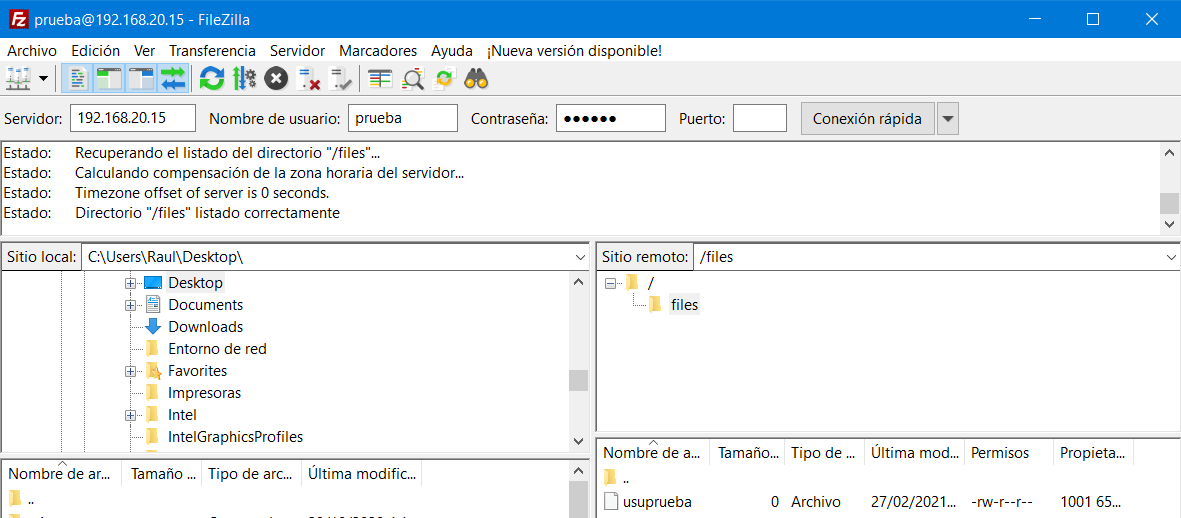 prueba@192.168.20.15 - FileZilla
Archivo Edición Ver Transferencia Servidor Marcadores Ayuda ¡Nueva versión disponible!
Servidor: 192.168.20.15 Nombre de usuario: prueba Contraseña: ●●●●●● Puerto: Conexión rápida
Estado: Recuperando el listado del directorio "/files"...
Estado: Calculando compensación de la zona horaria del servidor...
Estado: Timezone offset of server is 0 seconds.
Estado: Directorio "/files" listado correctamente
Sitio local: C:\Users\Raul\Desktop\
Desktop
Documents
Downloads
Entorno de red
Favorites
Impresoras
Intel
IntelGraphicsProfiles
Nombre de ar... Tamaño ... Tipo de arc... Última modific...
..
Sitio remoto: /files
/
files
Nombre de a... Tamaño... Tipo de ... Última mod... Permisos Propieta...
..
usuprueba 0 Archivo 27/02/2021... -rw-r--r-- 1001 65...